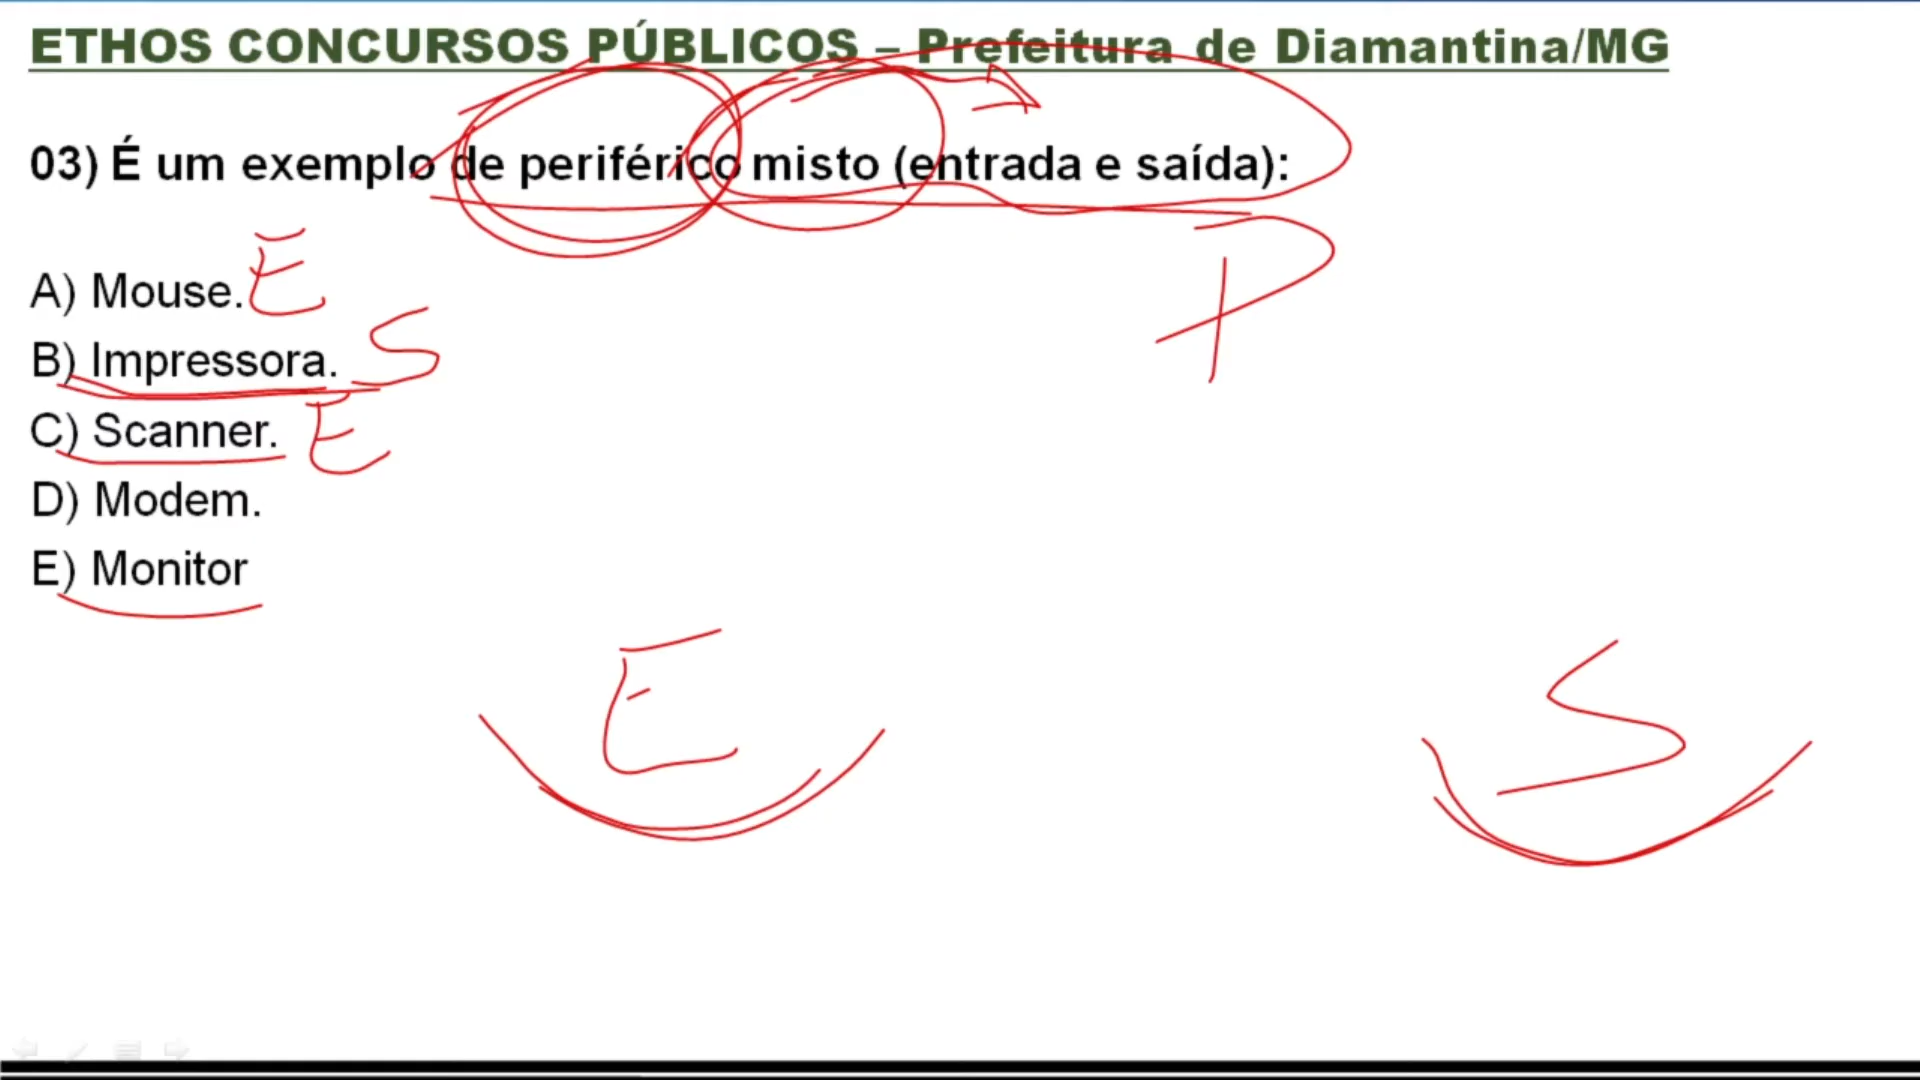 ETHOS CONCURSOS PÚBLICOS – Prefeitura de Diamantina/MG
03) É um exemplo de periférico misto (entrada e saída):
A) Mouse. E
B) Impressora. S
C) Scanner. E
D) Modem.
E) Monitor
P
E
S